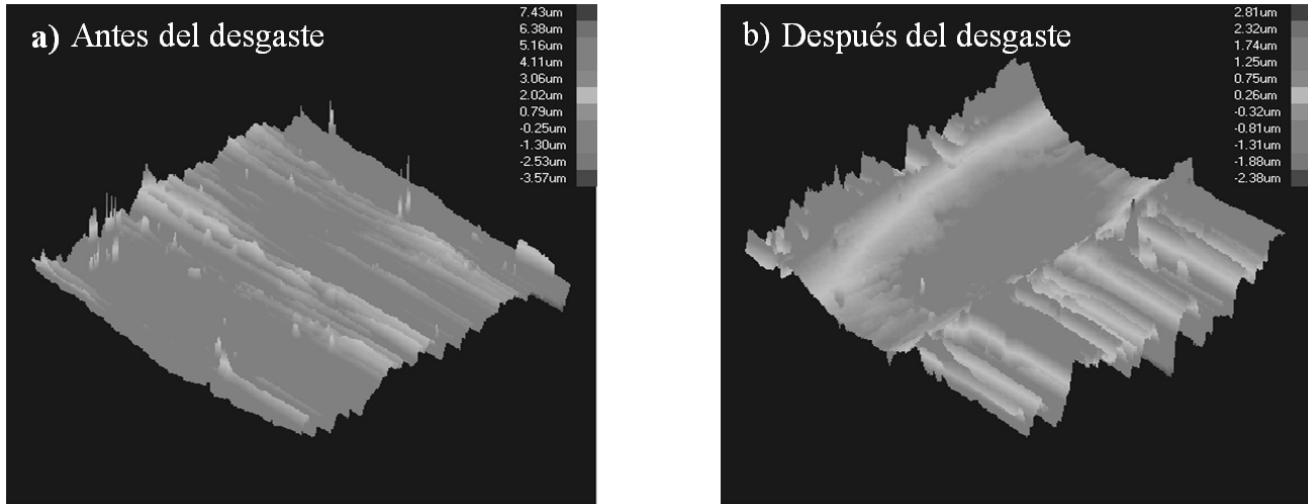 a) Antes del desgaste
7.43um
6.38um
5.16um
4.11um
3.06um
2.02um
0.79um
-0.25um
-1.30um
-2.53um
-3.57um
b) Después del desgaste
2.81um
2.32um
1.74um
1.25um
0.75um
0.26um
-0.32um
-0.81um
-1.31um
-1.88um
-2.38um